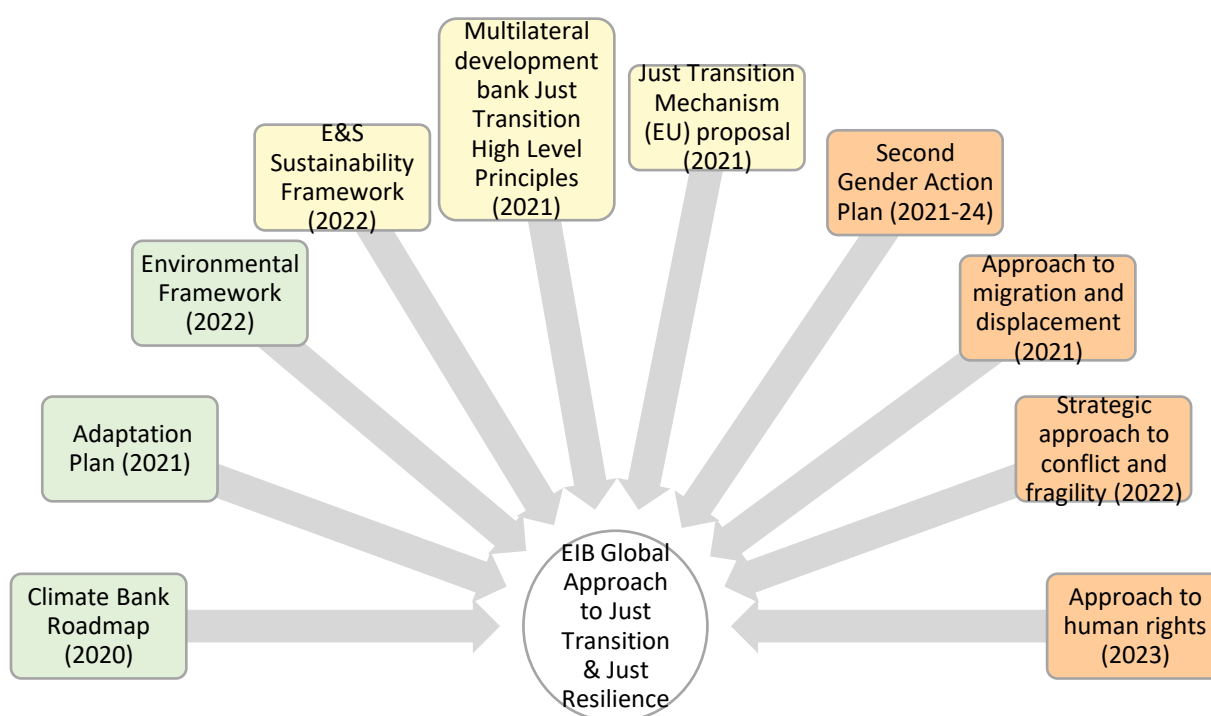 Climate Bank
Roadmap
(2020)
Adaptation
Plan (2021)
Environmental
Framework
(2022)
E&S
Sustainability
Framework
(2022)
Multilateral
development
bank Just
Transition
High Level
Principles
(2021)
Just Transition
Mechanism
(EU) proposal
(2021)
Second
Gender Action
Plan (2021-24)
Approach to
migration and
displacement
(2021)
Strategic
approach to
conflict and
fragility (2022)
Approach to
human rights
(2023)
EIB Global
Approach
to Just
Transition
& Just
Resilience